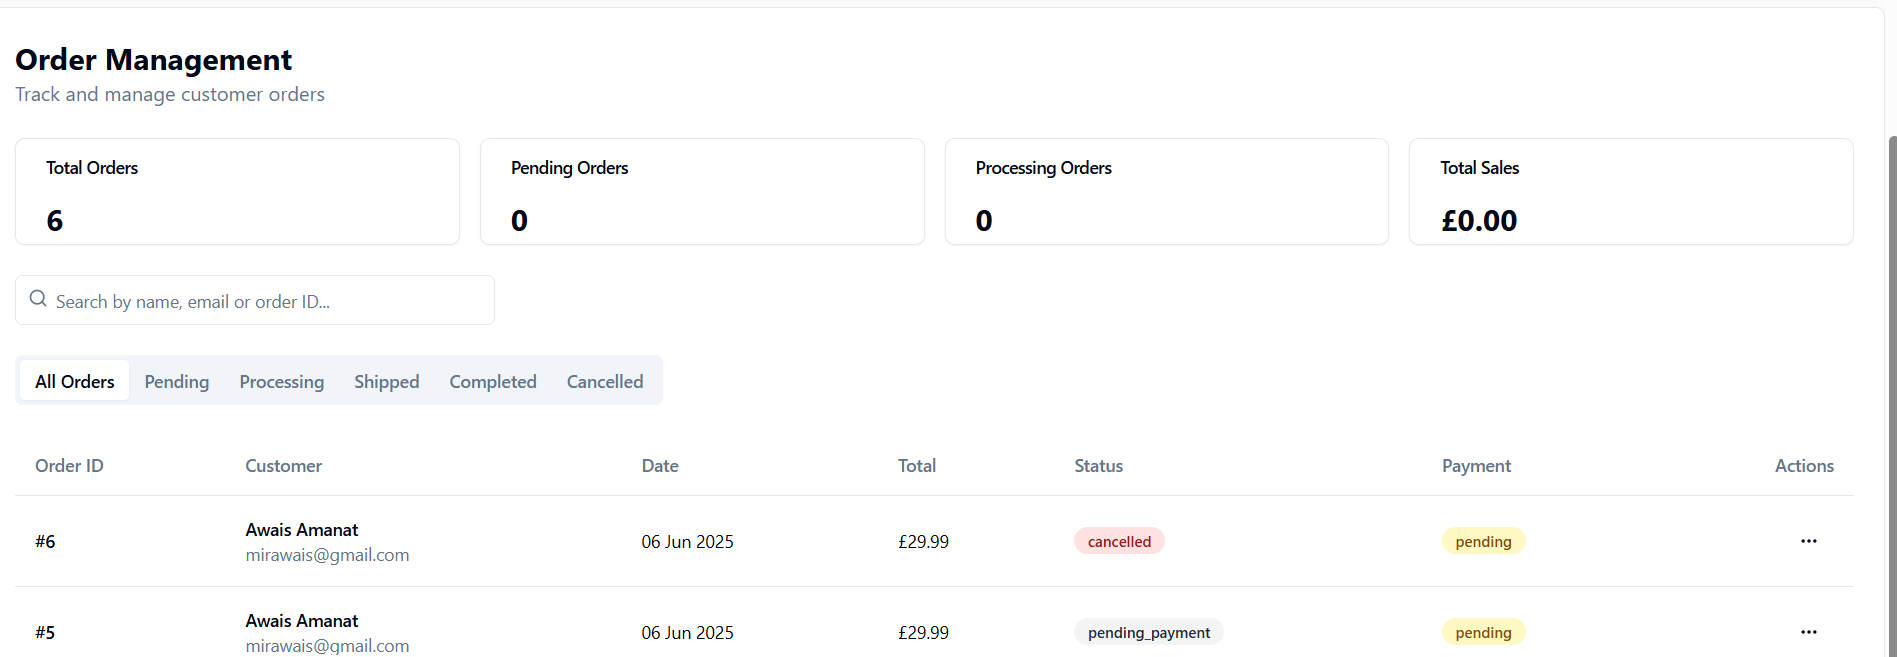 Order Management
Track and manage customer orders
Total Orders
6
Pending Orders
0
Processing Orders
0
Total Sales
£0.00
Search by name, email or order ID...
All Orders Pending Processing Shipped Completed Cancelled
Order ID Customer Date Total Status Payment Actions
#6 Awais Amanat 06 Jun 2025 £29.99 cancelled pending
mirawais@gmail.com
#5 Awais Amanat 06 Jun 2025 £29.99 pending_payment pending
mirawais@gmail.com